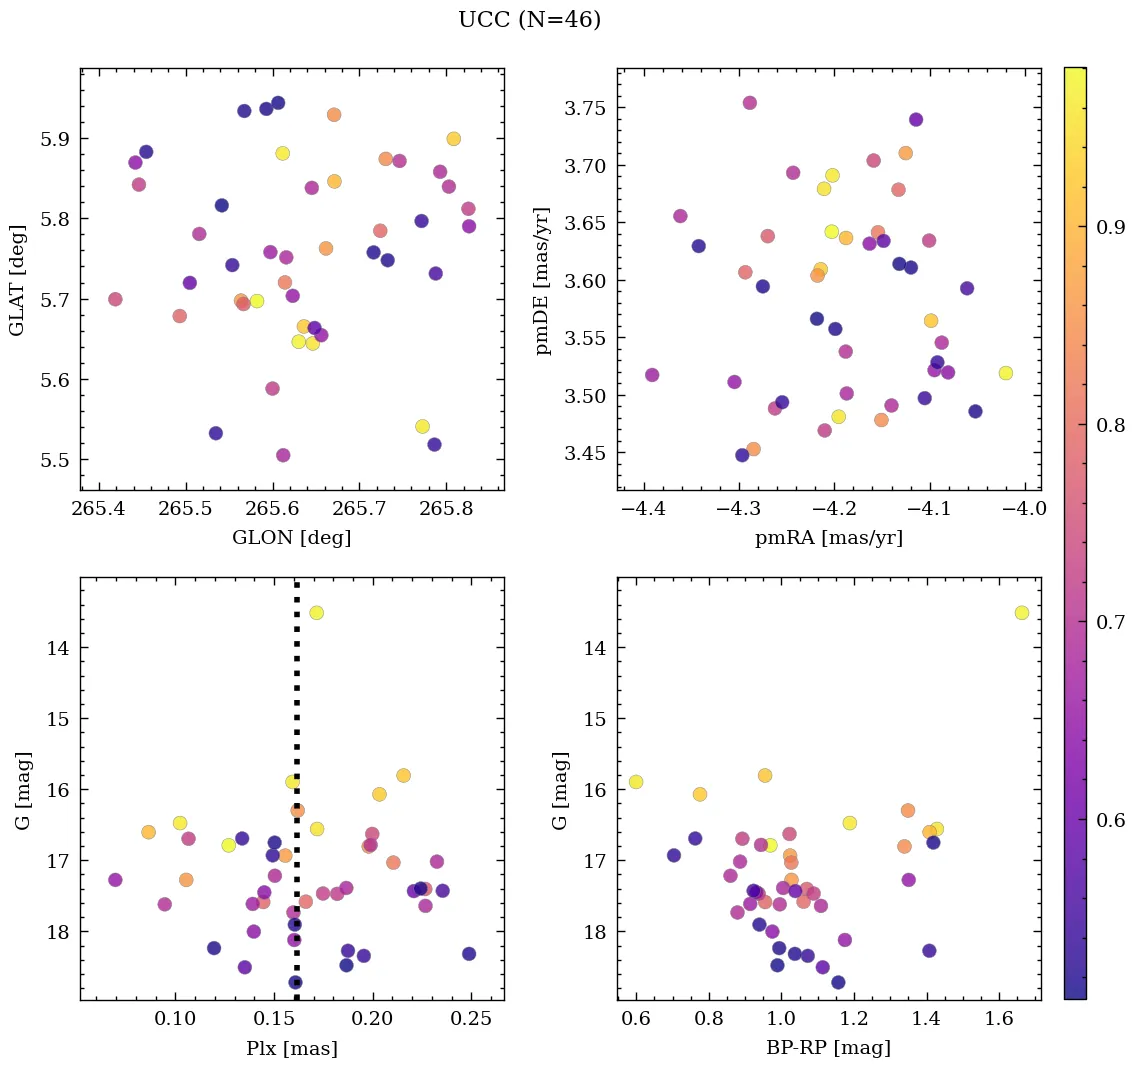 UCC (N=46)
5.9
5.8
5.7
5.6
5.5
GLAT [deg]
265.4 265.5 265.6 265.7 265.8
GLON [deg]
3.75
3.70
3.65
3.60
3.55
3.50
3.45
pmDE [mas/yr]
−4.4 −4.3 −4.2 −4.1 −4.0
pmRA [mas/yr]
14
15
16
17
18
G [mag]
0.10 0.15 0.20 0.25
Plx [mas]
14
15
16
17
18
G [mag]
0.6 0.8 1.0 1.2 1.4 1.6
BP-RP [mag]
0.9
0.8
0.7
0.6